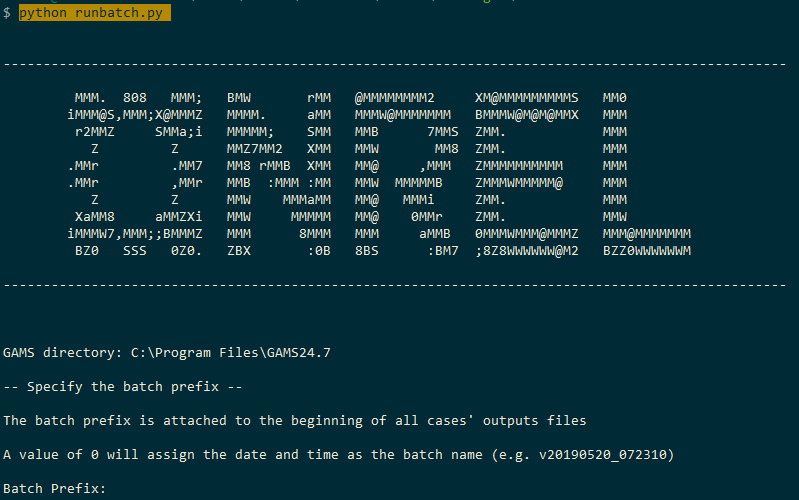 $ python runbatch.py
--------------------------------------------------------------------------------------------------
MMM. 808 MMM; BMW rMM @MMMMMMMM2 XM@MMMMMMMMMS MM0
iMMM@S,MMM;X@MMMZ MMMM. aMM MMMW@MMMMMMM BMMMW@M@M@MMX MMM
r2MMZ SMMa;i MMMMM; SMM MMB 7MMS ZMM. MMM
Z Z MMZ7MM2 XMM MMW MM8 ZMM. MMM
.MMr .MM7 MM8 rMMB XMM MM@ ,MMM ZMMMMMMMMMM MMM
.MMr ,MMr MMB :MMM :MM MMW MMMMMB ZMMMWMMMMM@ MMM
Z Z MMW MMMaMM MM@ MMMi ZMM. MMM
XaMM8 aMMZXi MMW MMMMM MM@ 0MMr ZMM. MMW
iMMMW7,MMM;;BMMMZ MMM 8MMM MMM aMMB 0MMMWMMM@MMMZ MMM@MMMMMMM
BZ0 SSS 0Z0. ZBX :0B 8BS :BM7 ;8Z8WWWWWW@M2 BZZ0WWWWWWM
--------------------------------------------------------------------------------------------------
GAMS directory: C:\Program Files\GAMS24.7
-- Specify the batch prefix --
The batch prefix is attached to the beginning of all cases' outputs files
A value of 0 will assign the date and time as the batch name (e.g. v20190520_072310)
Batch Prefix: